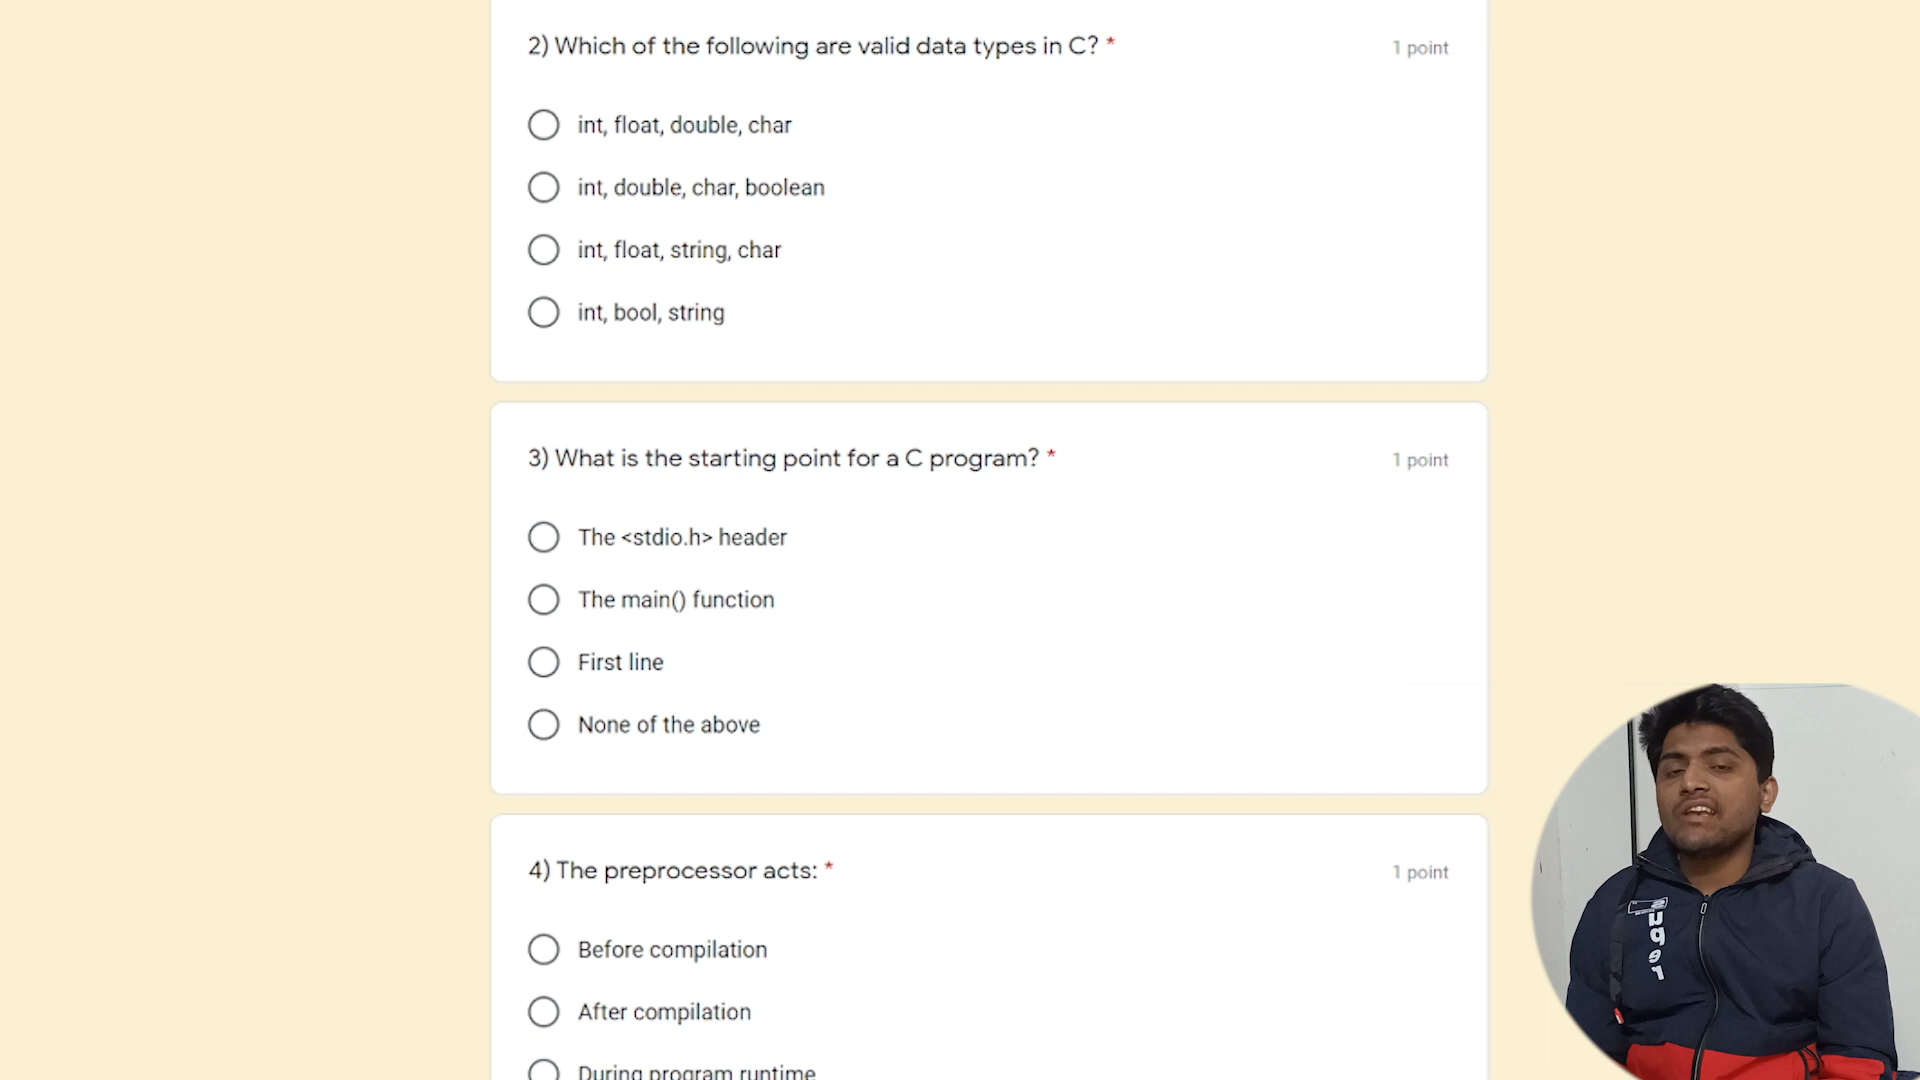 2) Which of the following are valid data types in C? *
1 point
int, float, double, char
int, double, char, boolean
int, float, string, char
int, bool, string
3) What is the starting point for a C program? *
1 point
The <stdio.h> header
The main() function
First line
None of the above
4) The preprocessor acts: *
1 point
Before compilation
After compilation
During program runtime